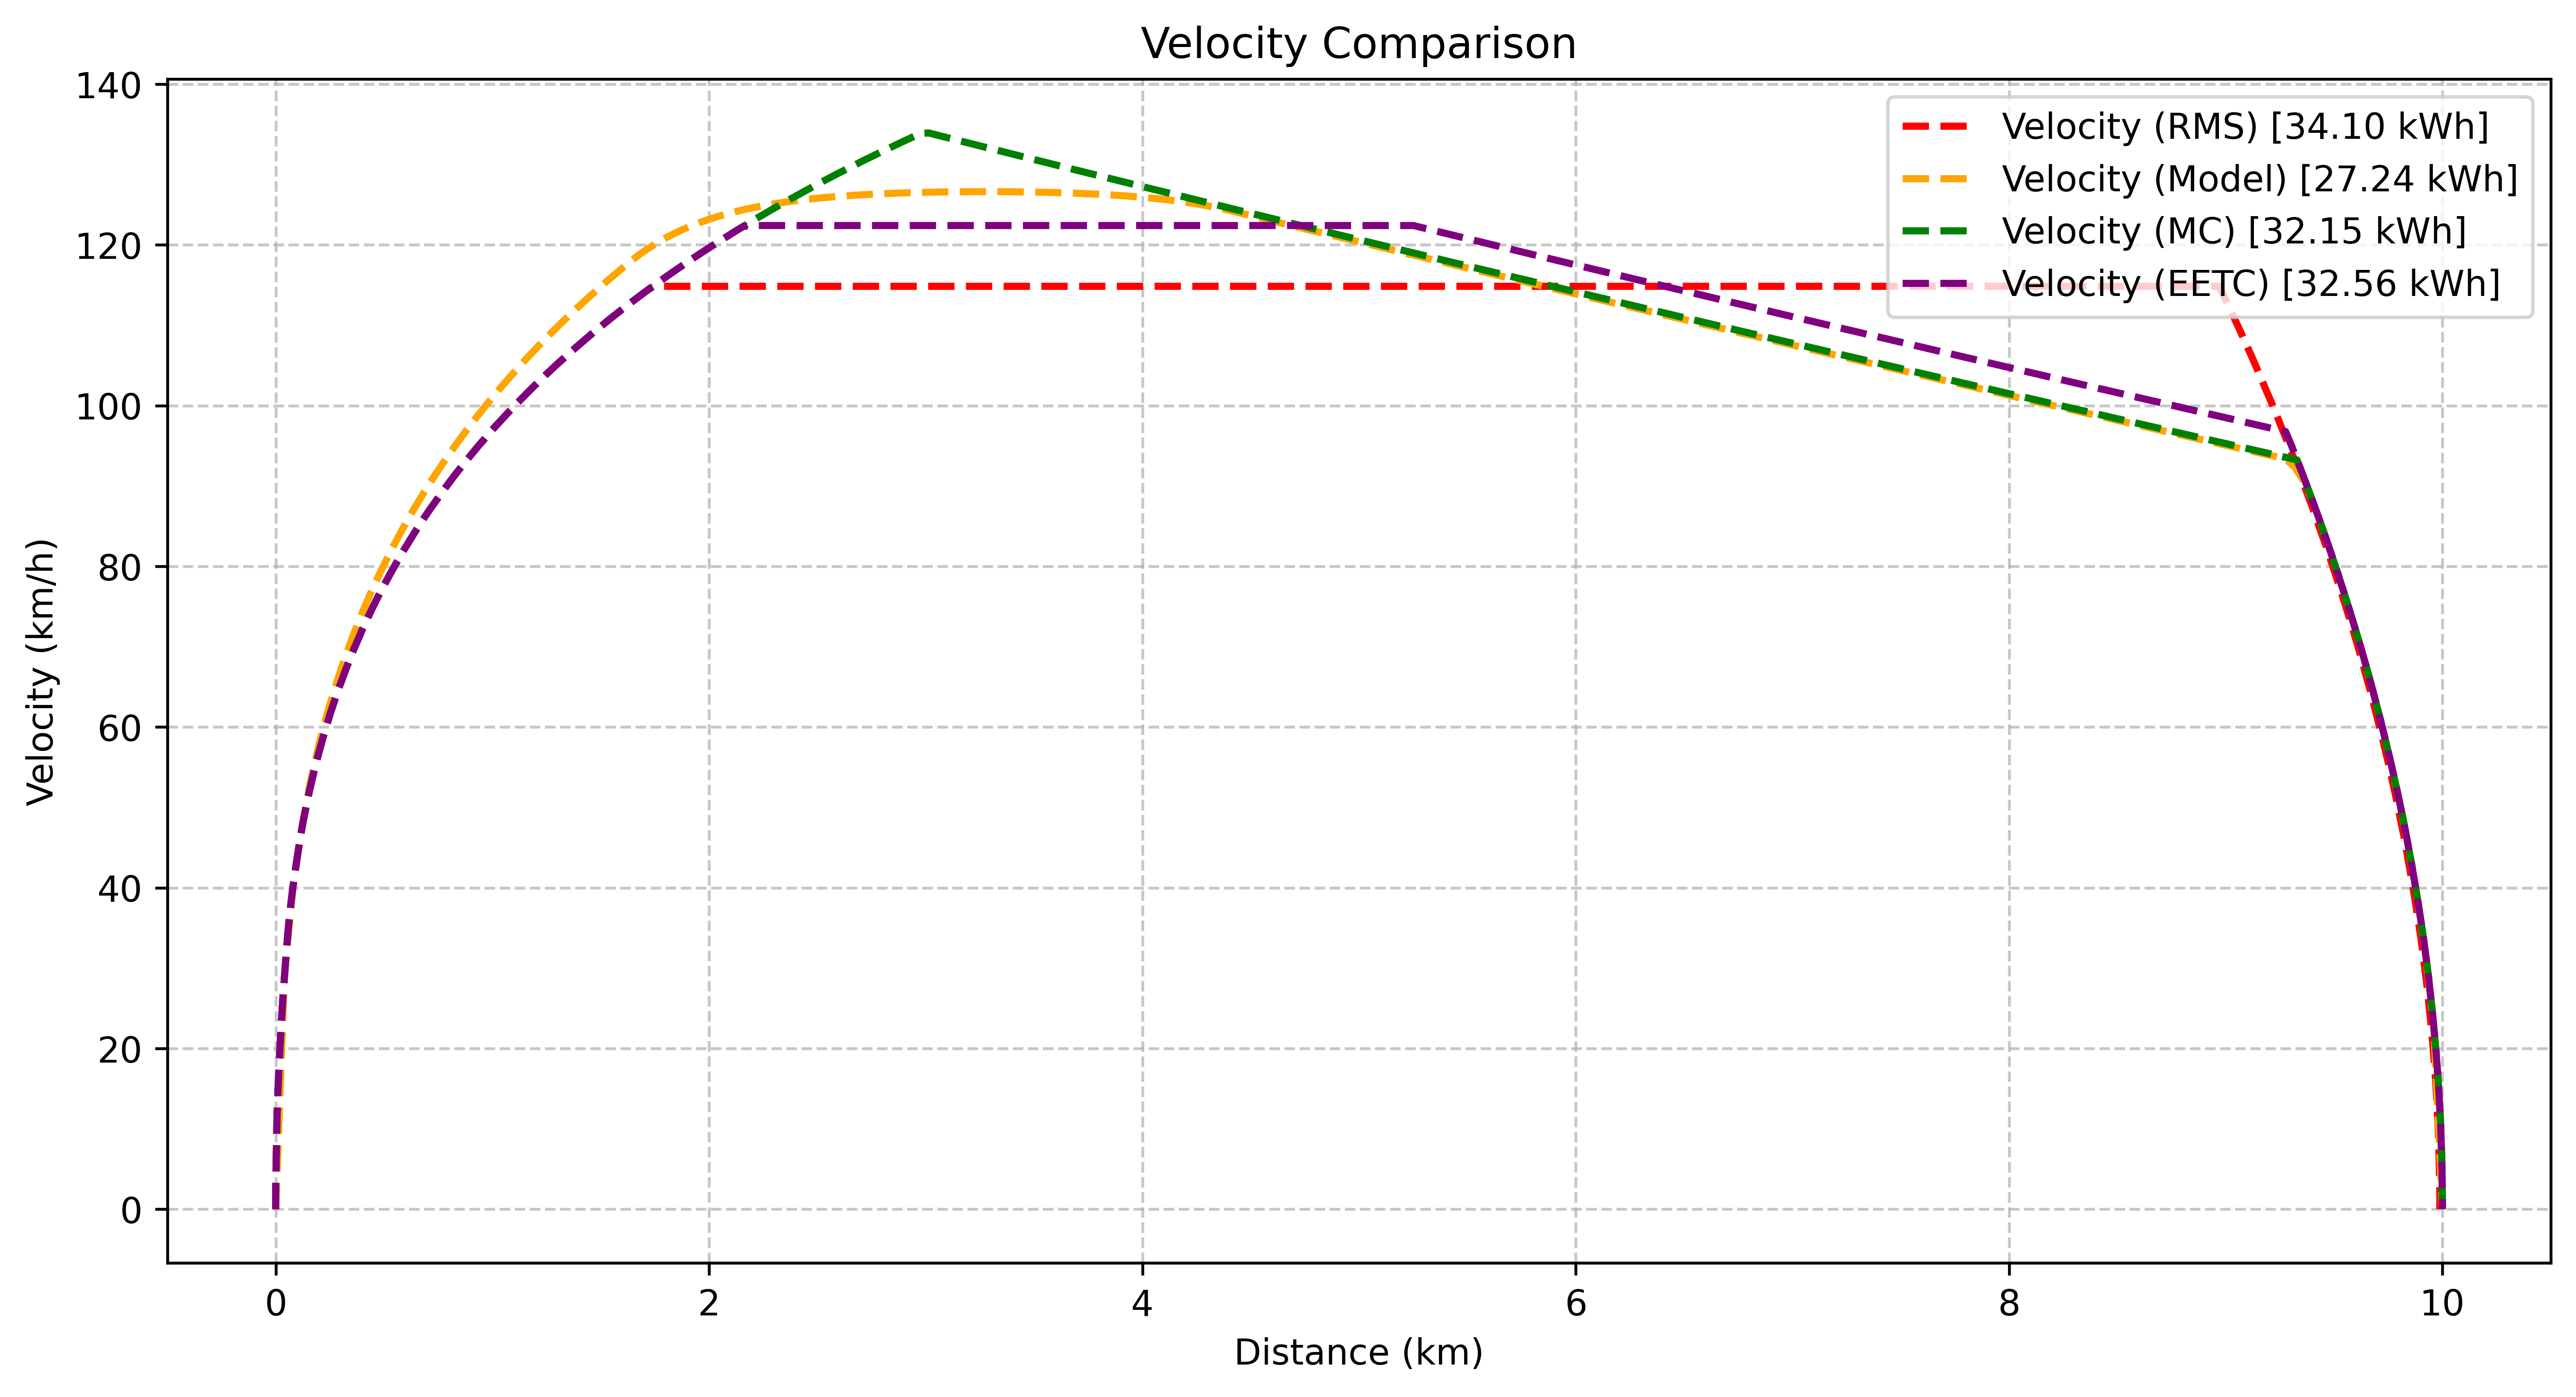 Velocity Comparison
140
120
100
80
60
40
20
0
Velocity (km/h)
Velocity (RMS) [34.10 kWh]
Velocity (Model) [27.24 kWh]
Velocity (MC) [32.15 kWh]
Velocity (EETC) [32.56 kWh]
0 2 4 6 8 10
Distance (km)